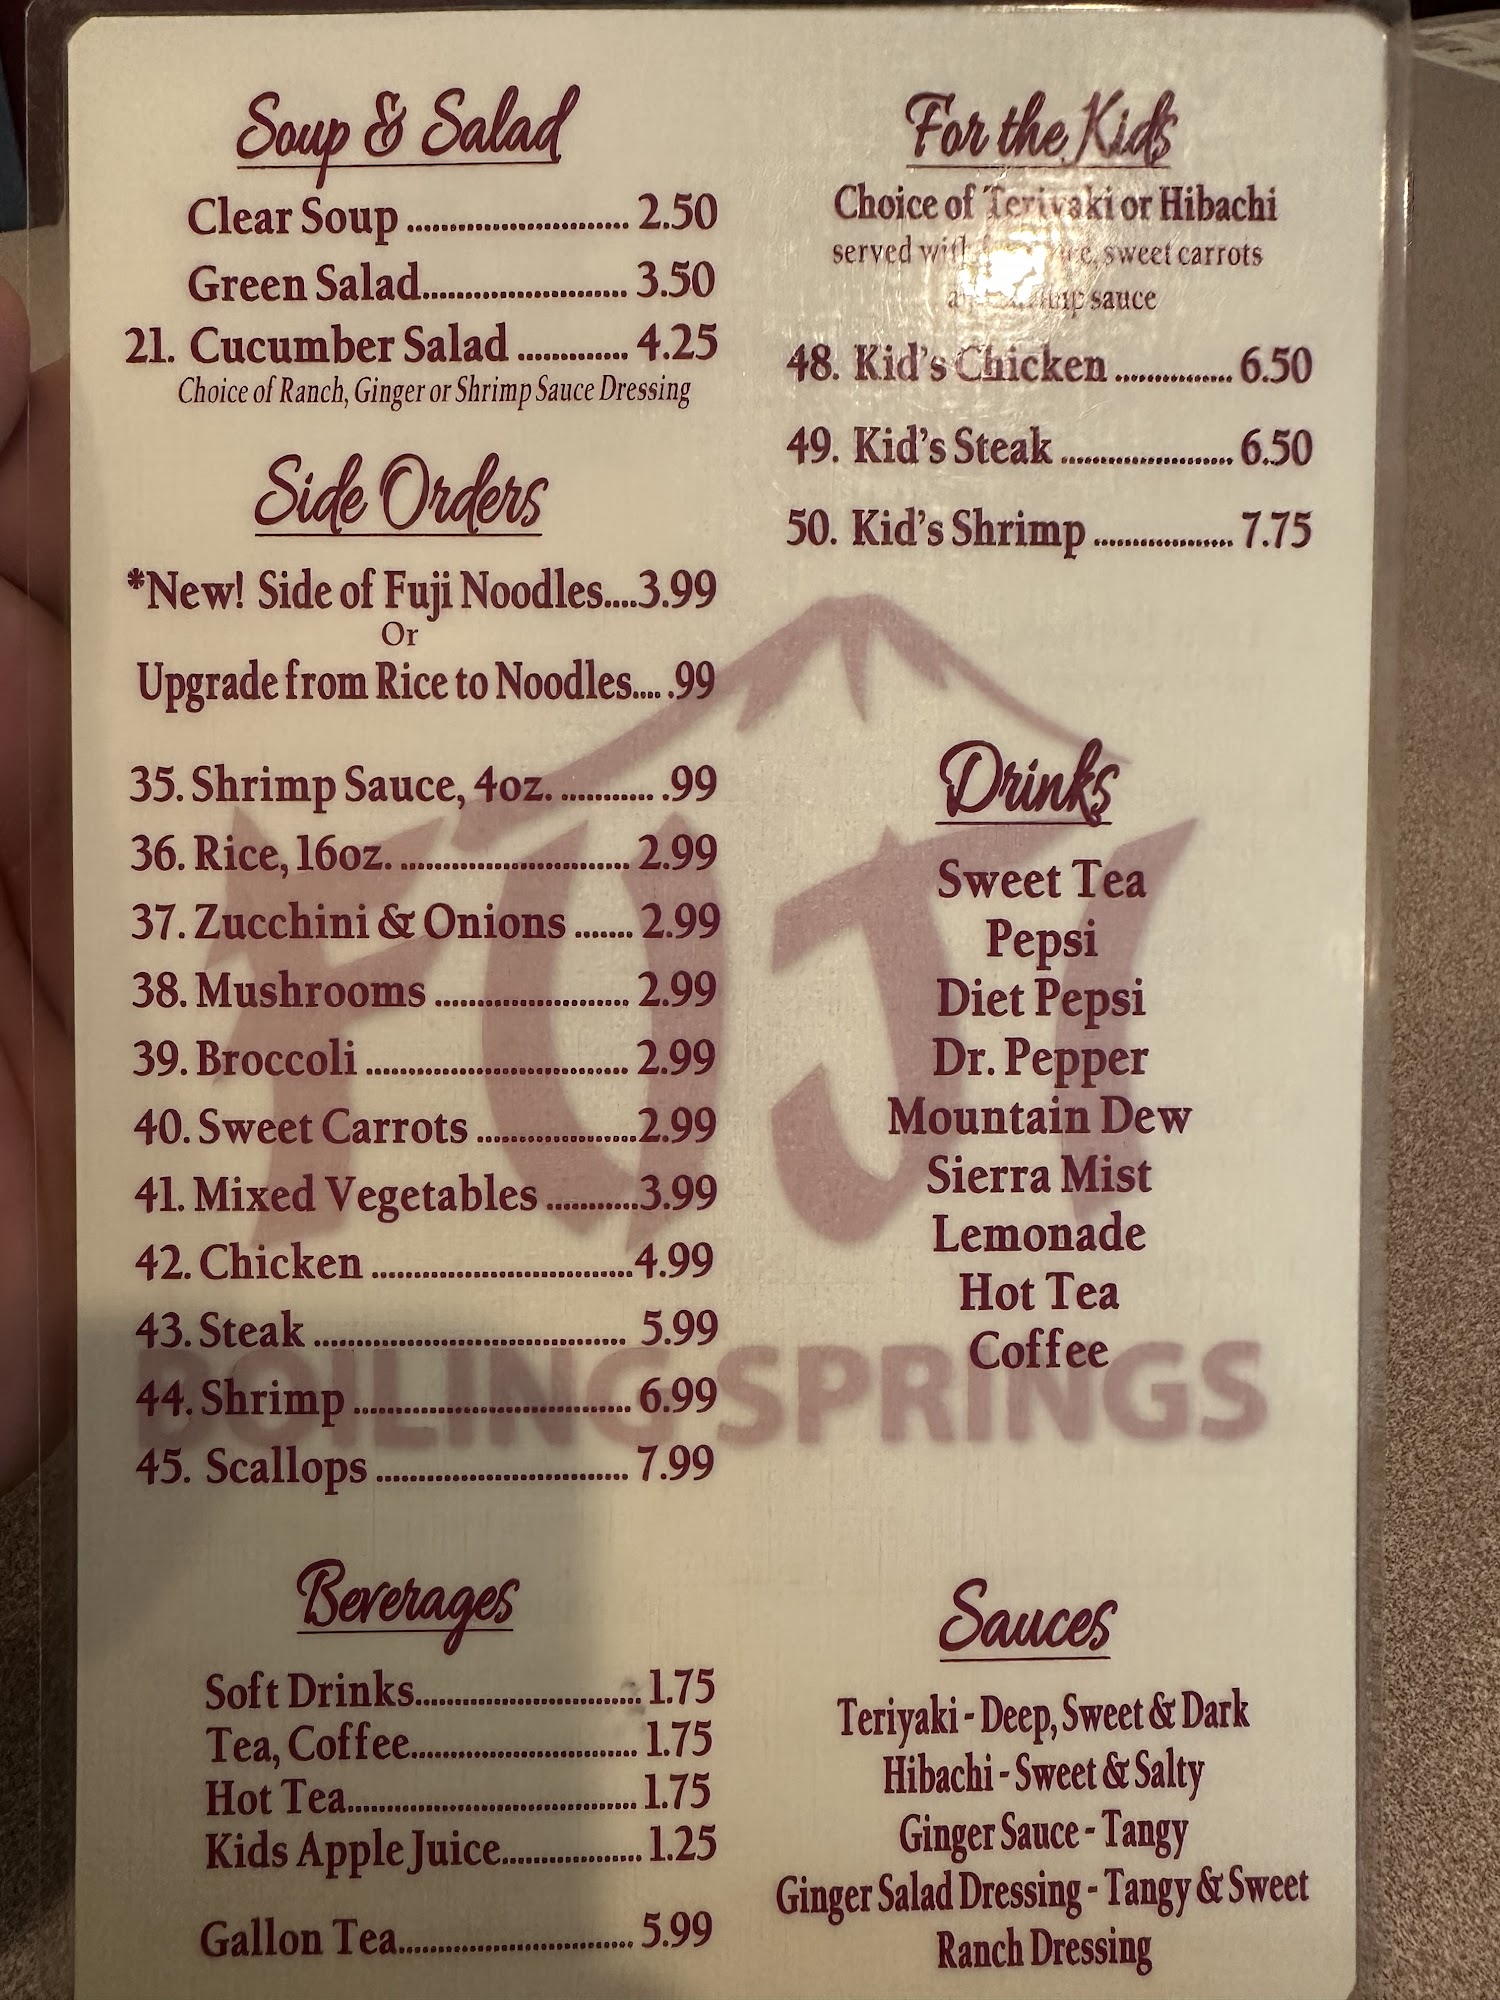 Soup & Salad
Clear Soup ............................ 2.50
Green Salad.......................... 3.50
21. Cucumber Salad .............. 4.25
Choice of Ranch, Ginger or Shrimp Sauce Dressing
Side Orders
*New! Side of Fuji Noodles....3.99
Or
Upgrade from Rice to Noodles.... .99
35. Shrimp Sauce, 4oz. ............ .99
36. Rice, 16oz. ............................. 2.99
37. Zucchini & Onions ....... 2.99
38. Mushrooms ........................ 2.99
39. Broccoli ................................. 2.99
40. Sweet Carrots ....................2.99
41. Mixed Vegetables ...........3.99
42. Chicken .................................4.99
43. Steak ....................................... 5.99
44. Shrimp ................................... 6.99
45. Scallops ................................ 7.99
Beverages
Soft Drinks............................. 1.75
Tea, Coffee............................. 1.75
Hot Tea..................................... 1.75
Kids Apple Juice.................. 1.25
Gallon Tea.............................. 5.99
For the Kids
Choice of Teriyaki or Hibachi
served with sweet carrots
sauce
48. Kid's Chicken ............... 6.50
49. Kid's Steak ...................... 6.50
50. Kid's Shrimp .................. 7.75
Drinks
Sweet Tea
Pepsi
Diet Pepsi
Dr. Pepper
Mountain Dew
Sierra Mist
Lemonade
Hot Tea
Coffee
Sauces
Teriyaki - Deep, Sweet & Dark
Hibachi - Sweet & Salty
Ginger Sauce - Tangy
Ginger Salad Dressing - Tangy & Sweet
Ranch Dressing
FUJI
BOILING SPRINGS